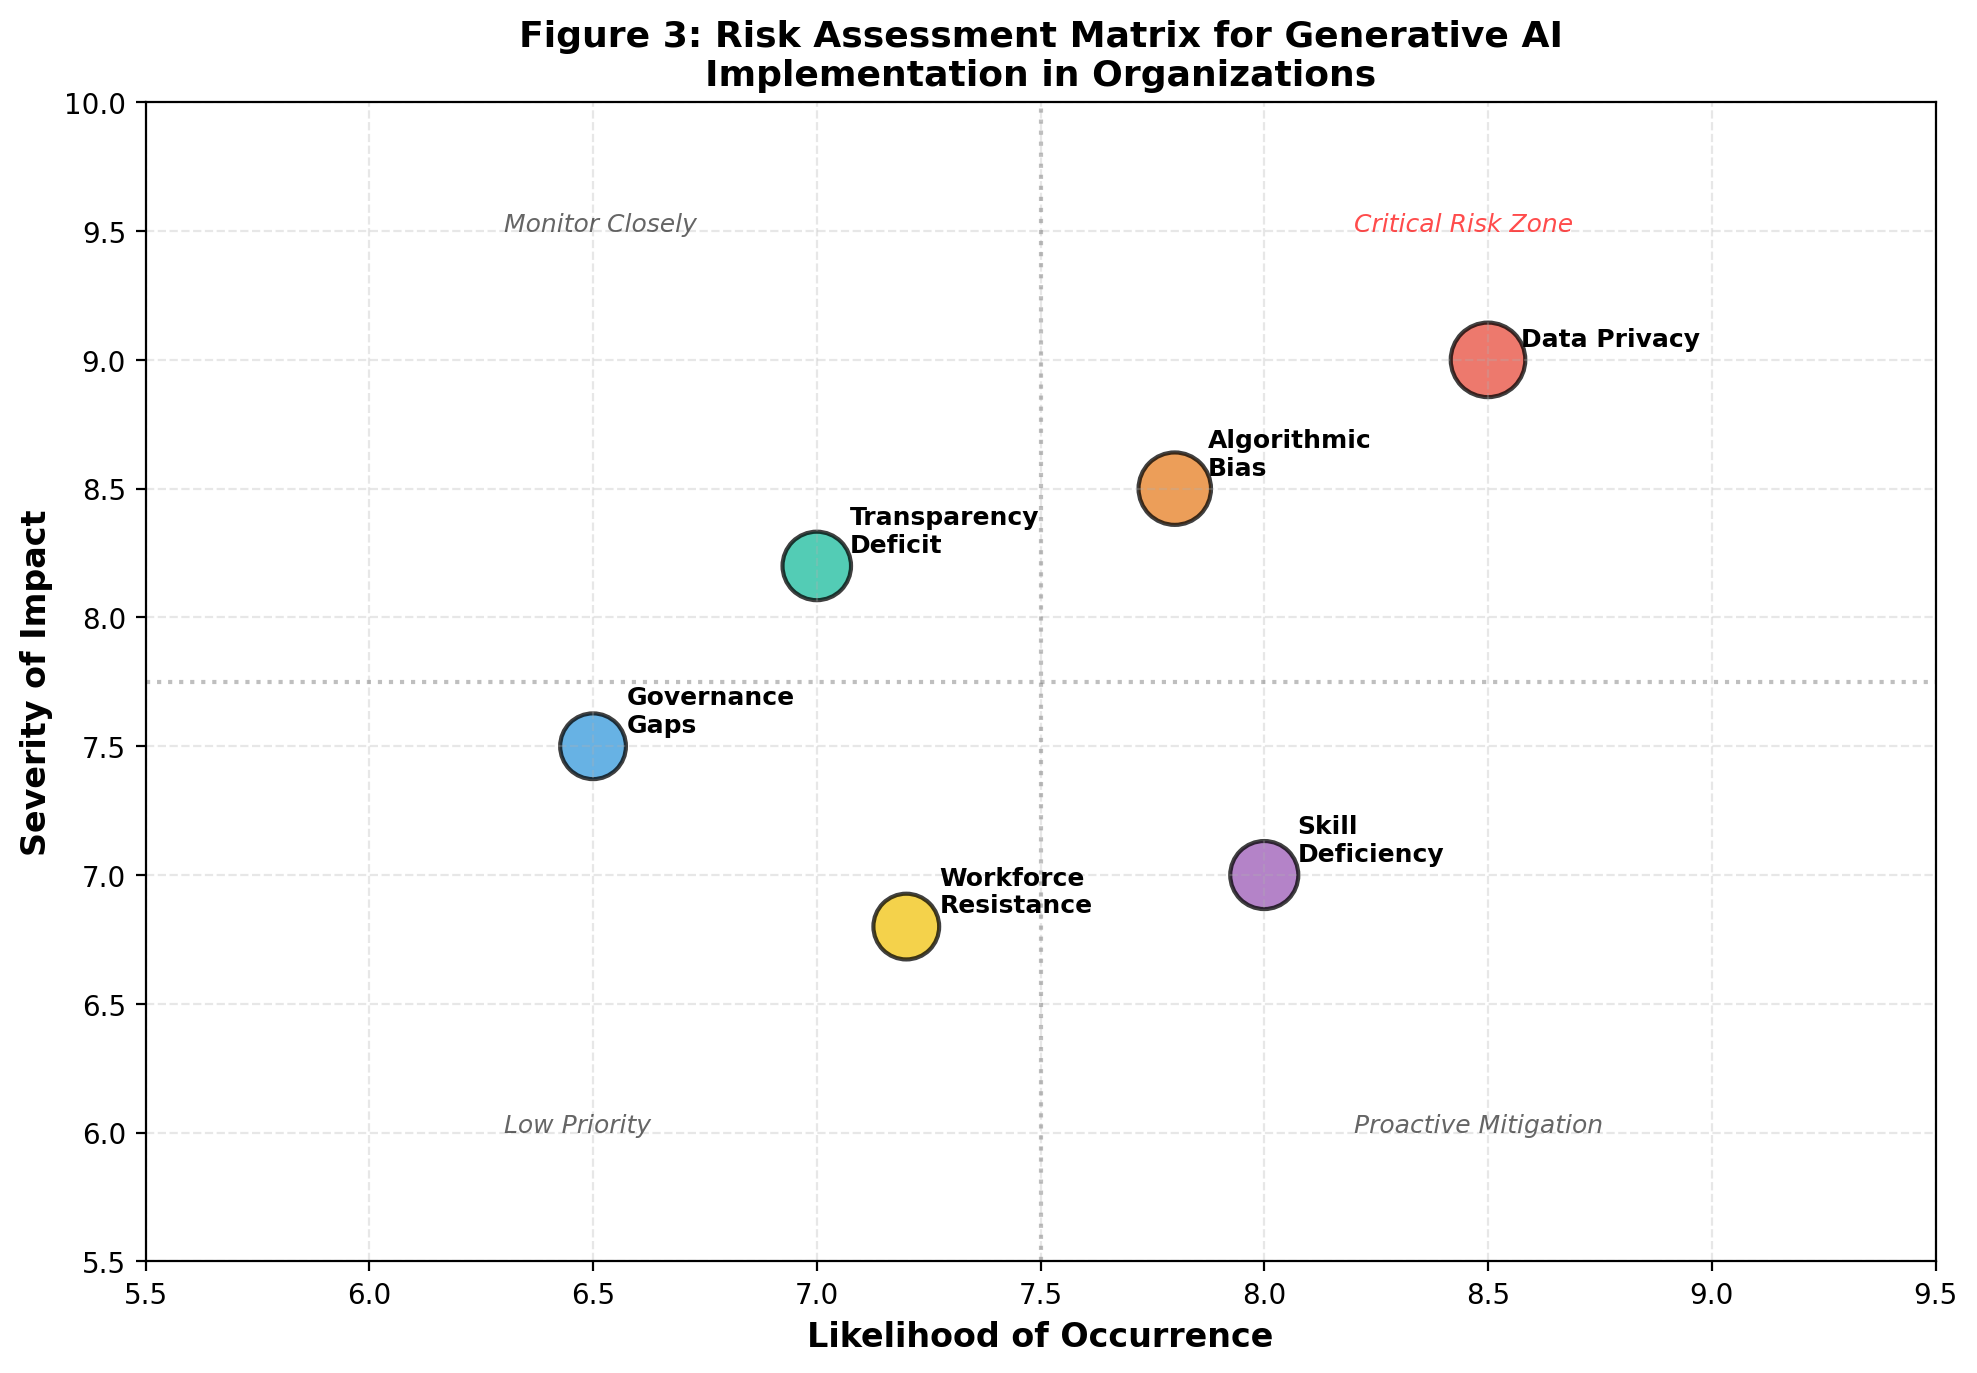 Figure 3: Risk Assessment Matrix for Generative AI
Implementation in Organizations
Severity of Impact
10.0
9.5
9.0
8.5
8.0
7.5
7.0
6.5
6.0
5.5
Monitor Closely
Critical Risk Zone
Data Privacy
Algorithmic
Bias
Transparency
Deficit
Governance
Gaps
Skill
Deficiency
Workforce
Resistance
Low Priority
Proactive Mitigation
5.5
6.0
6.5
7.0
7.5
8.0
8.5
9.0
9.5
Likelihood of Occurrence